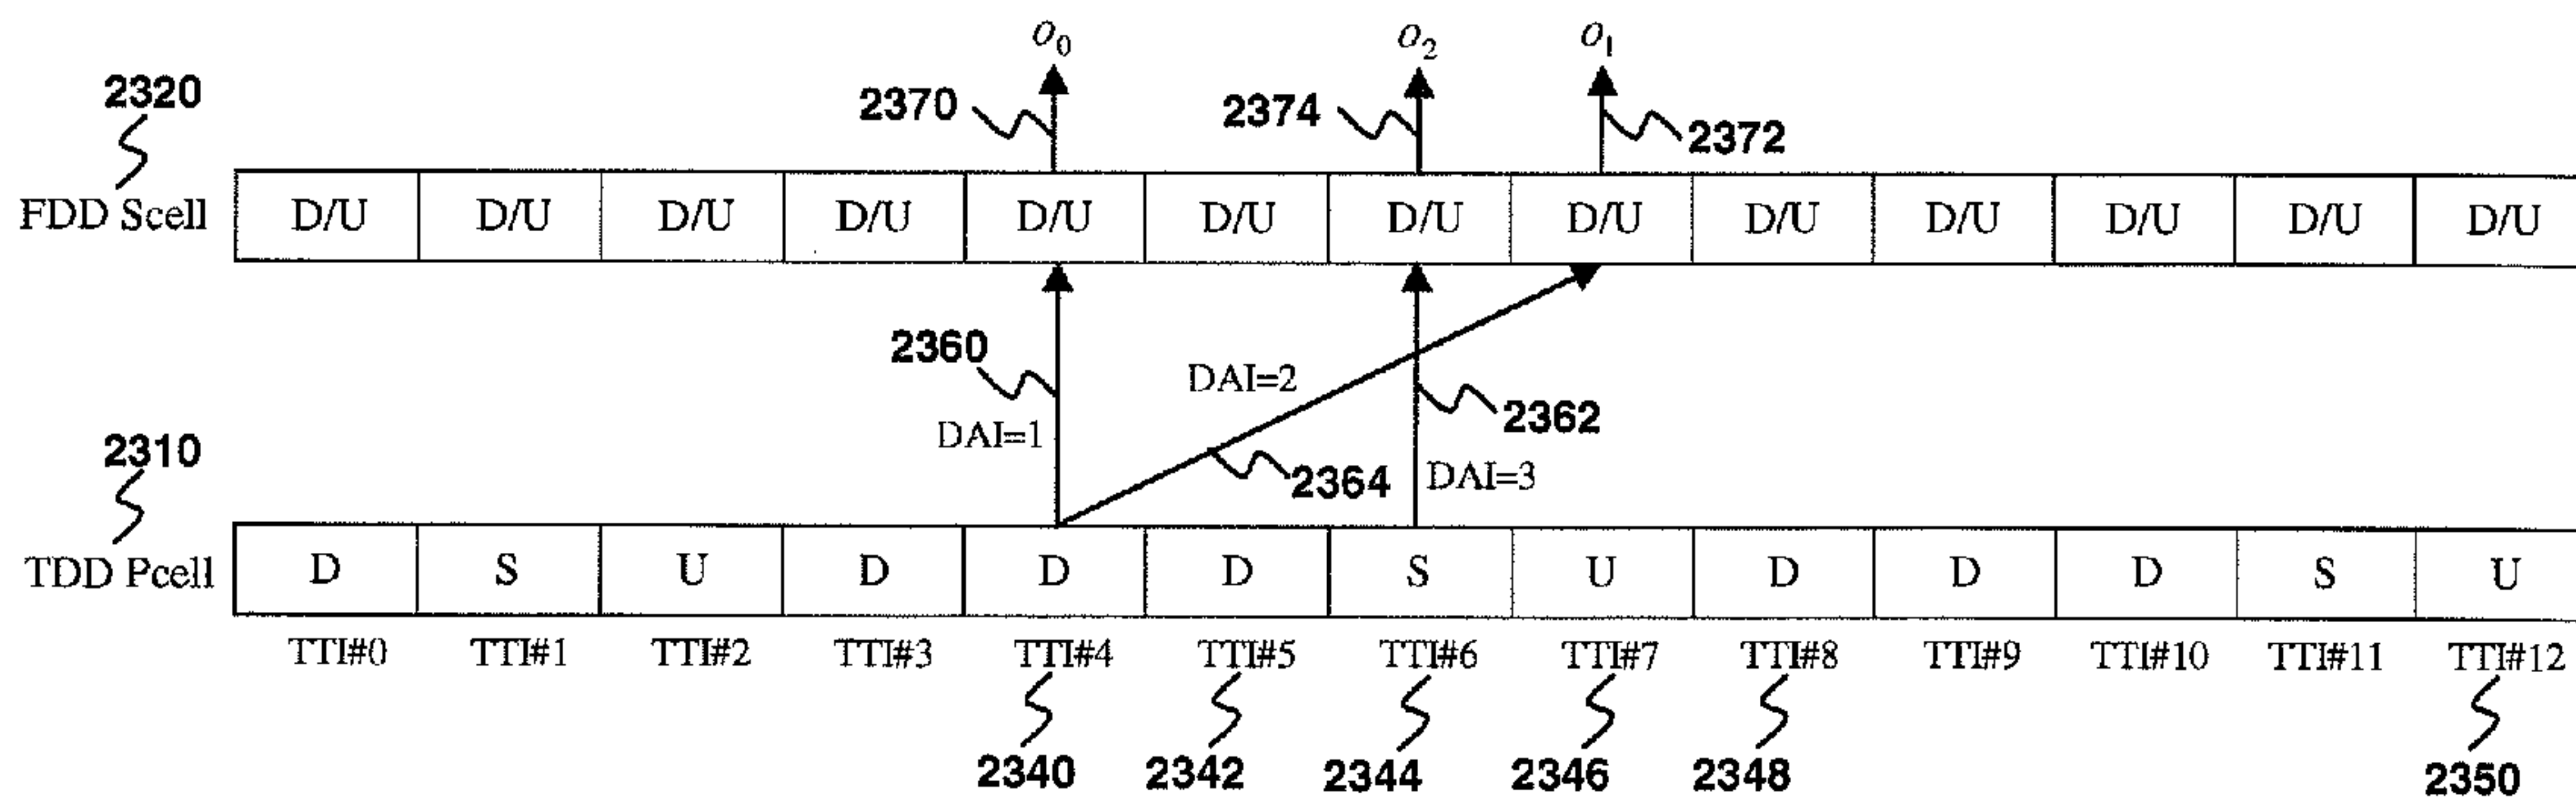 o0 o2 o1
2320 2370 2374 2372
FDD Scell D/U D/U D/U D/U D/U D/U D/U D/U D/U D/U D/U D/U D/U
2360 DAI=2 2362
2310 DAI=1 2364 DAI=3
TDD Pcell D S U D D D S U D D D S U
TTI#0 TTI#1 TTI#2 TTI#3 TTI#4 TTI#5 TTI#6 TTI#7 TTI#8 TTI#9 TTI#10 TTI#11 TTI#12
2340 2342 2344 2346 2348 2350